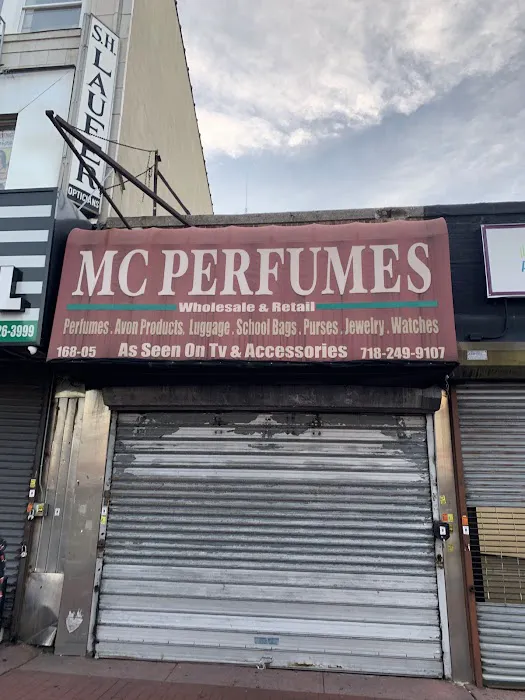 S.H. LAUFER
OPTICIANS
MC PERFUMES
Wholesale & Retail
Perfumes . Avon Products. Luggage . School Bags . Purses . Jewelry . Watches
168-05 As Seen On Tv & Accessories 718-249-9107
26-3999